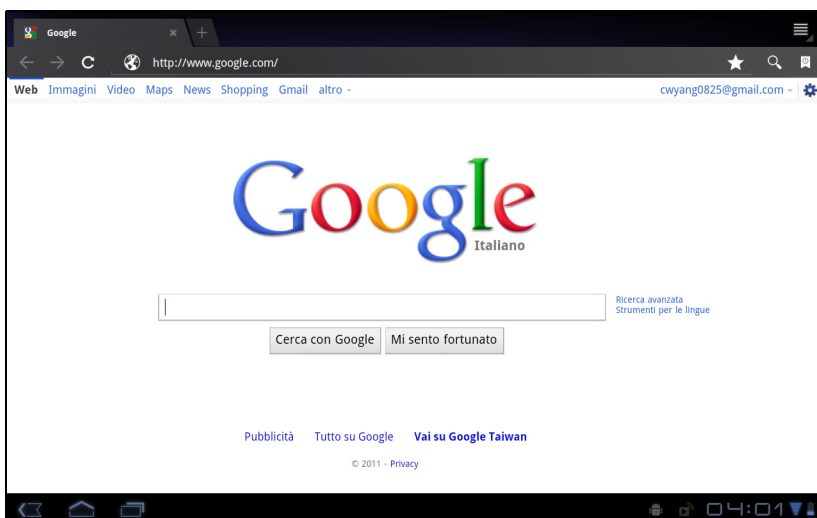 Google
http://www.google.com/
Web Immagini Video Maps News Shopping Gmail altro cwyang0825@gmail.com
Google
Italiano
Ricerca avanzata
Strumenti per le lingue
Cerca con Google Mi sento fortunato
Pubblicità Tutto su Google Vai su Google Taiwan
© 2011 - Privacy
04:01